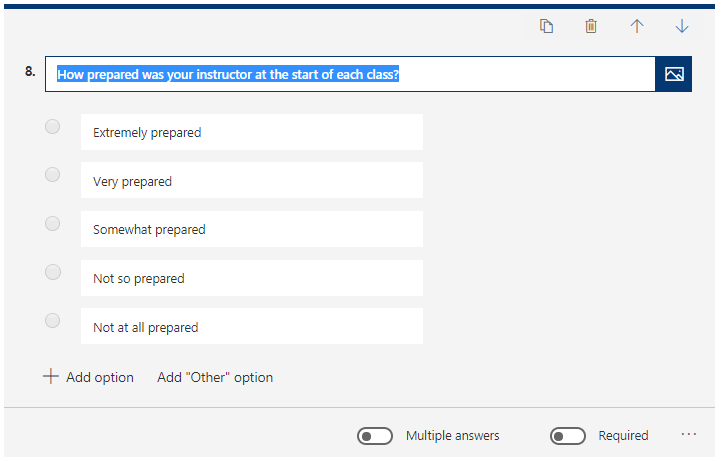 8. How prepared was your instructor at the start of each class?
Extremely prepared
Very prepared
Somewhat prepared
Not so prepared
Not at all prepared
Add option Add "Other" option
Multiple answers Required ...